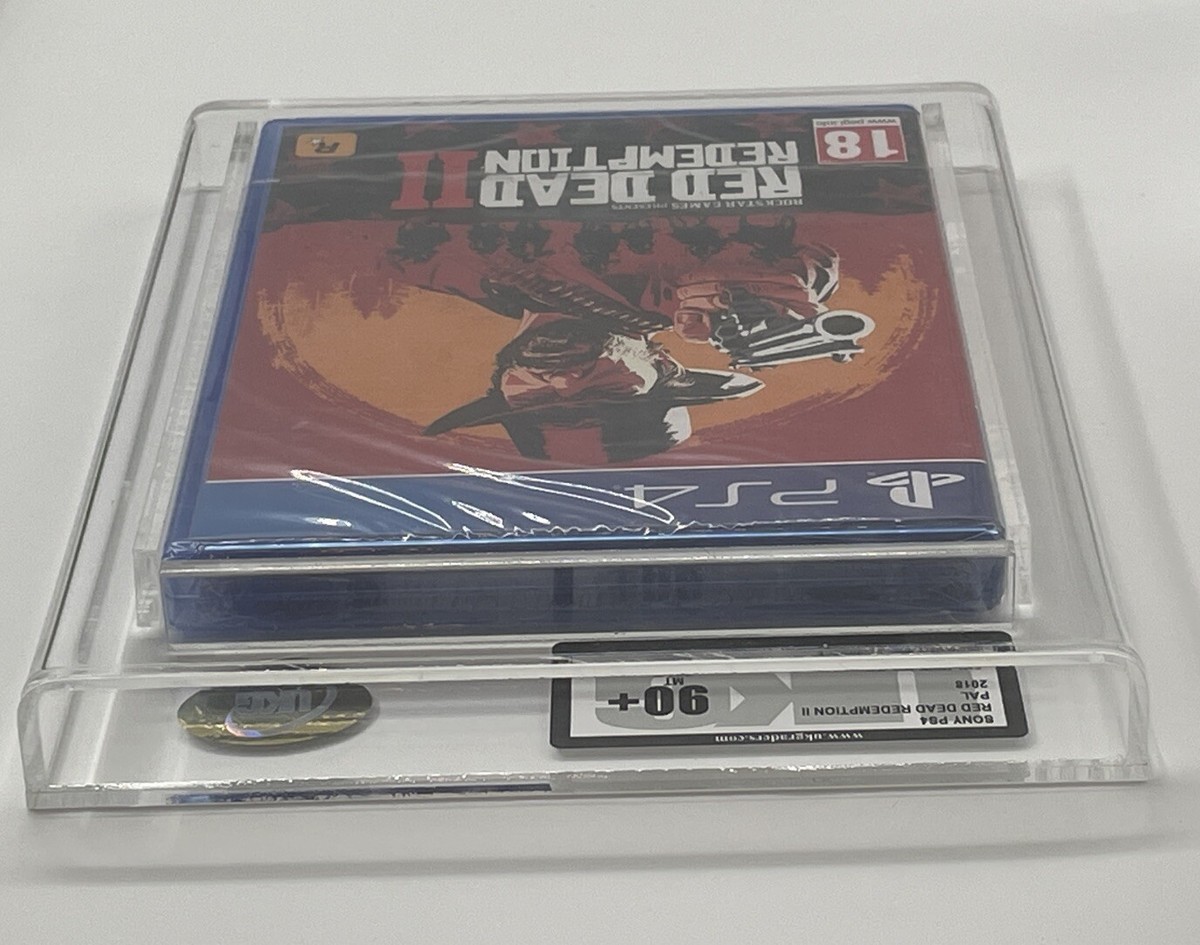 PS4
ROCKSTAR GAMES PRESENTS
RED DEAD
REDEMPTION
II
18
www.pegi.info
R
www.ukgraders.com
SONY PS4
RED DEAD REDEMPTION II
PAL
2018
90+
MT
UKG
UKG